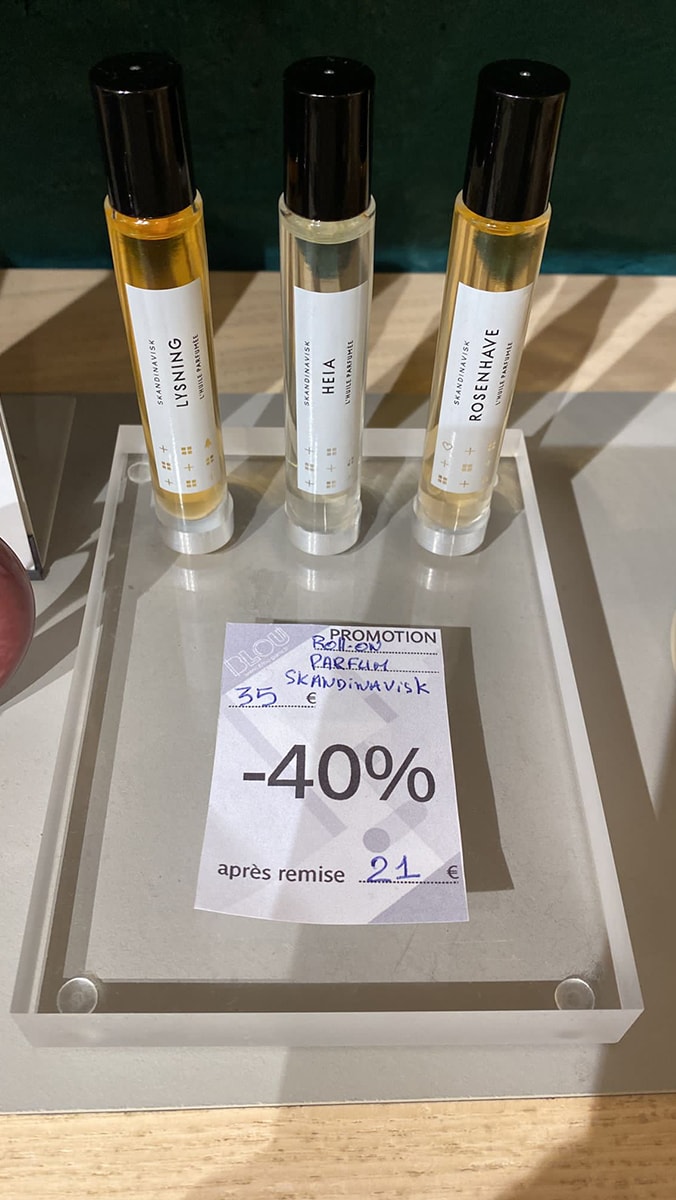 SKANDINAVISK
LYSNING
L'HUILE PARFUMÉE
SKANDINAVISK
HEIA
L'HUILE PARFUMÉE
SKANDINAVISK
ROSENHAVE
L'HUILE PARFUMÉE
BLOU
PROMOTION
Roll-on
PARFUM
SKANDINAVISK
35 €
-40%
après remise 21 €